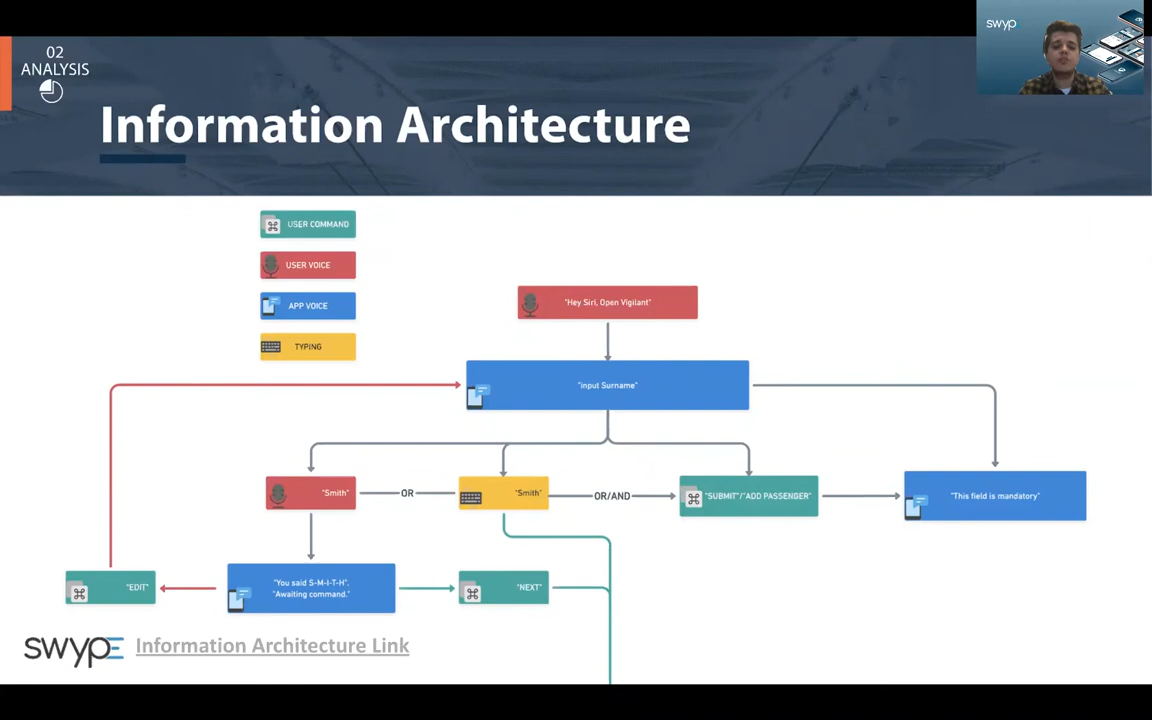 02
ANALYSIS
Information Architecture
swyp
USER COMMAND
USER VOICE
APP VOICE
TYPING
"Hey Siri, Open Vigilant"
"input Surname"
"Smith"
OR
"Smith"
OR/AND
"SUBMIT"/"ADD PASSENGER"
"This field is mandatory"
"EDIT"
"You said S-M-I-T-H".
"Awaiting command."
"NEXT"
swype
Information Architecture Link